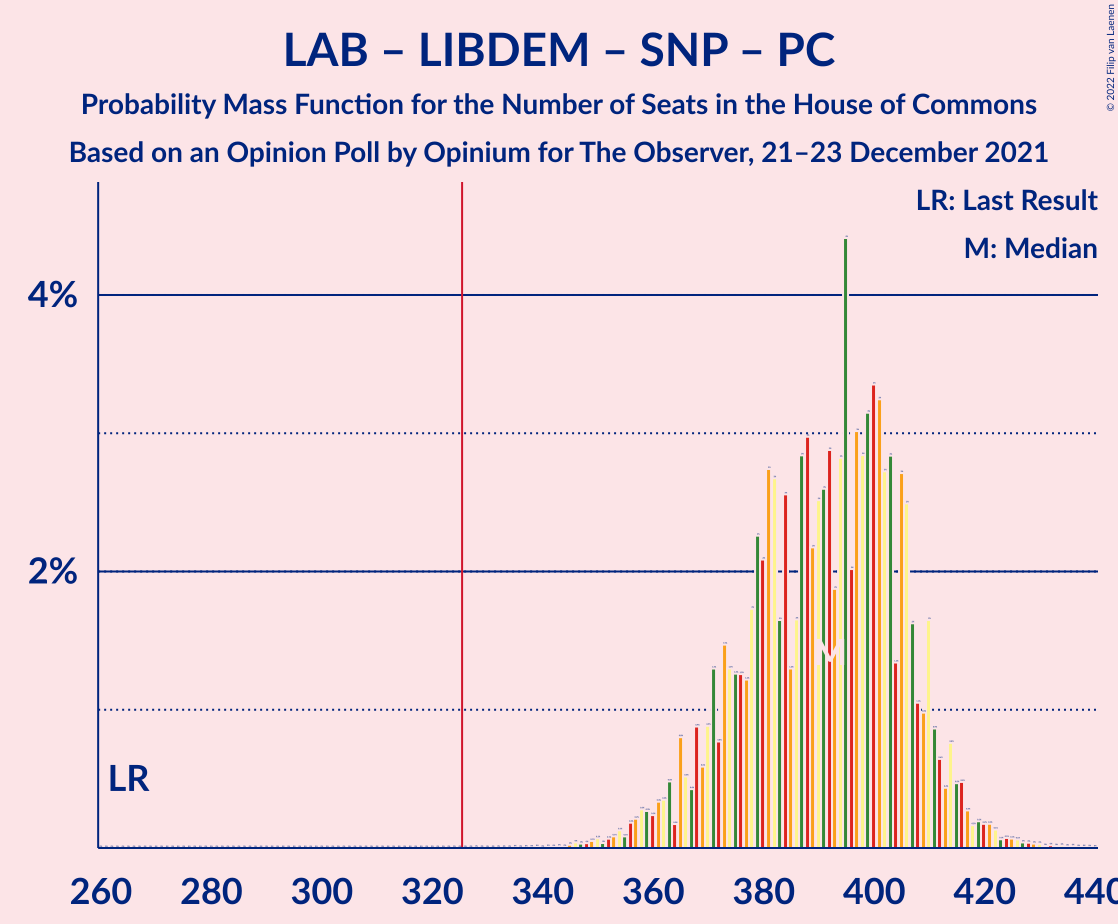 LAB – LIBDEM – SNP – PC
Probability Mass Function for the Number of Seats in the House of Commons
Based on an Opinion Poll by Opinium for The Observer, 21–23 December 2021
© 2022 Filip van Laenen
LR: Last Result
M: Median
4%
2%
M
LR
260 280 300 320 340 360 380 400 420 440